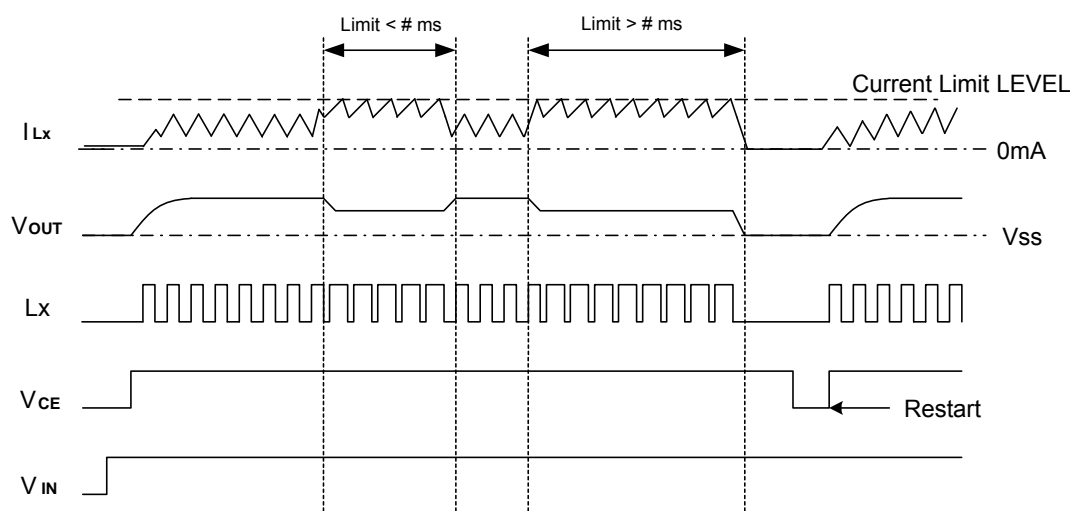 Limit < # ms
Limit > # ms
Current Limit LEVEL
ILx
0mA
VOUT
Vss
Lx
VCE
Restart
VIN